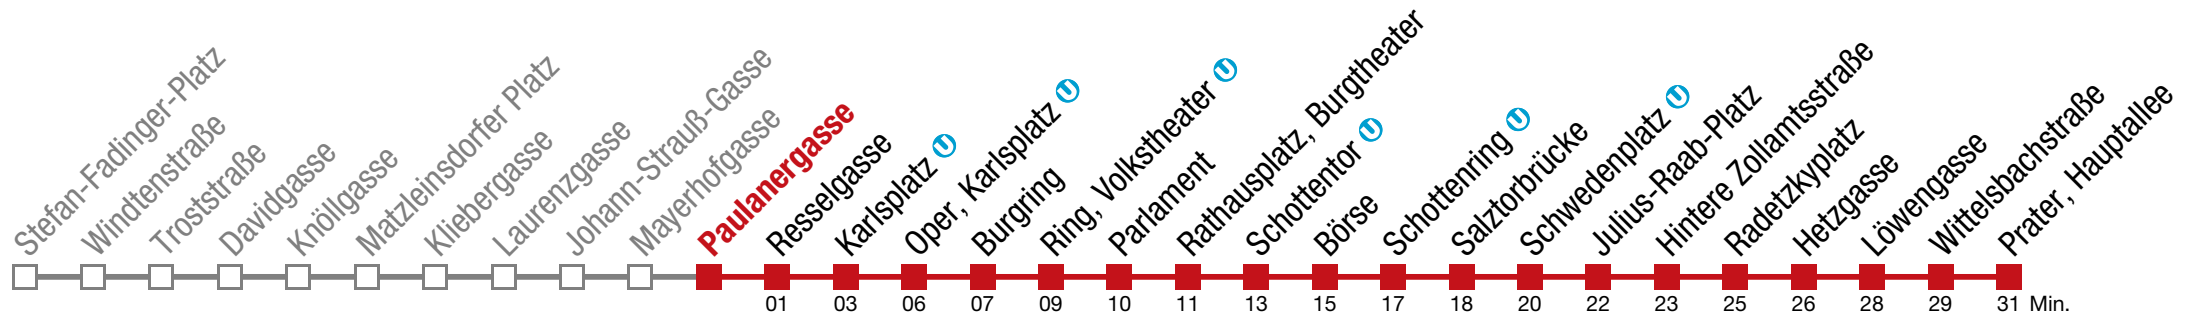 Stefan-Fadinger-Platz
Windtenstraße
Troststraße
Davidgasse
Knöllgasse
Matzleinsdorfer Platz
Kliebergasse
Laurenzgasse
Johann-Strauß-Gasse
Mayerhofgasse
Paulanergasse
Resselgasse
Karlsplatz U
Oper, Karlsplatz U
Burgring
Ring, Volkstheater U
Parlament
Rathausplatz, Burgtheater
Schottentor U
Börse
Schottenring U
Salztorbrücke
Schwedenplatz U
Julius-Raab-Platz
Hintere Zollamtsstraße
Radetzkyplatz
Hetzgasse
Löwengasse
Wittelsbachstraße
Prater, Hauptallee
01 03 06 07 09 10 11 13 15 17 18 20 22 23 25 26 28 29 31 Min.